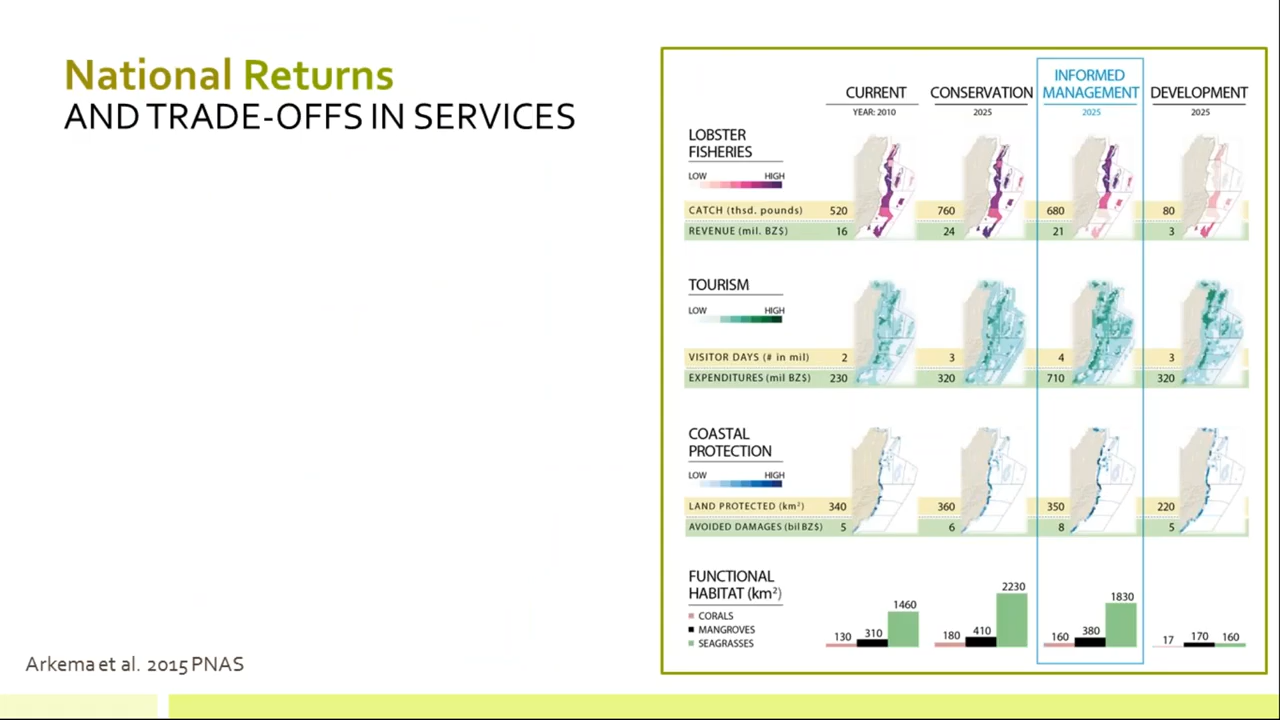 National Returns
AND TRADE-OFFS IN SERVICES
CURRENT
YEAR: 2010
CONSERVATION
2025
INFORMED
MANAGEMENT
2025
DEVELOPMENT
2025
LOBSTER
FISHERIES
LOW HIGH
CATCH (thsd. pounds) 520 760 680 80
REVENUE (mil. BZ$) 16 24 21 3
TOURISM
LOW HIGH
VISITOR DAYS (# in mil) 2 3 4 3
EXPENDITURES (mil BZ$) 230 320 710 320
COASTAL
PROTECTION
LOW HIGH
LAND PROTECTED (km²) 340 360 350 220
AVOIDED DAMAGES (bil BZ$) 5 6 8 5
FUNCTIONAL
HABITAT (km²)
CORALS
MANGROVES
SEAGRASSES
130 310 1460
180 410 2230
160 380 1830
17 170 160
Arkema et al. 2015 PNAS